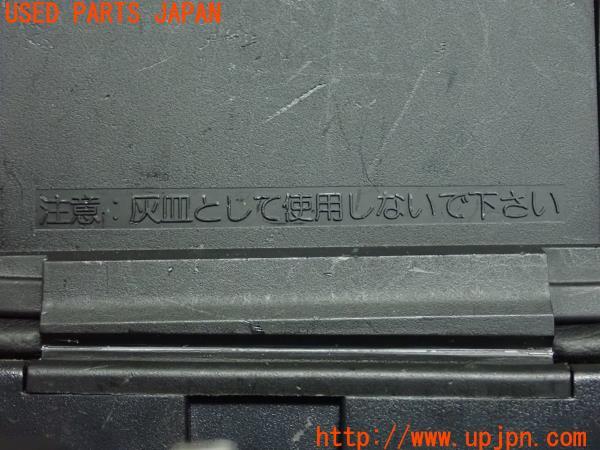 USED PARTS JAPAN
注意：灰皿として使用しないで下さい
http://www.upjpn.com